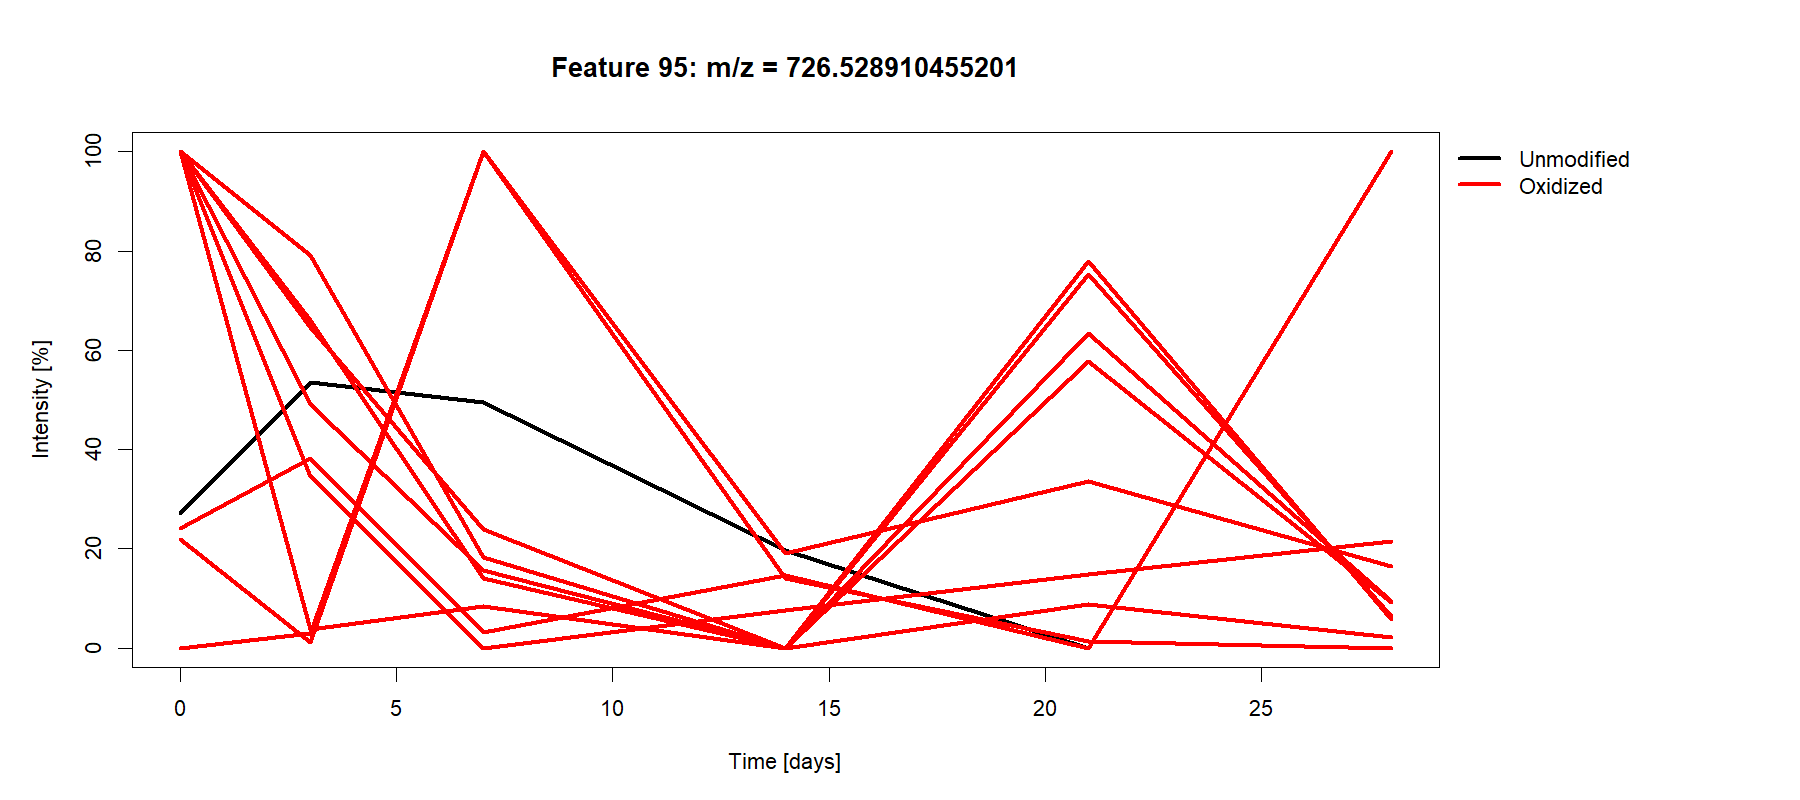 Feature 95: m/z = 726.528910455201
Unmodified
Oxidized
Intensity [%]
100
80
60
40
20
0
0 5 10 15 20 25
Time [days]